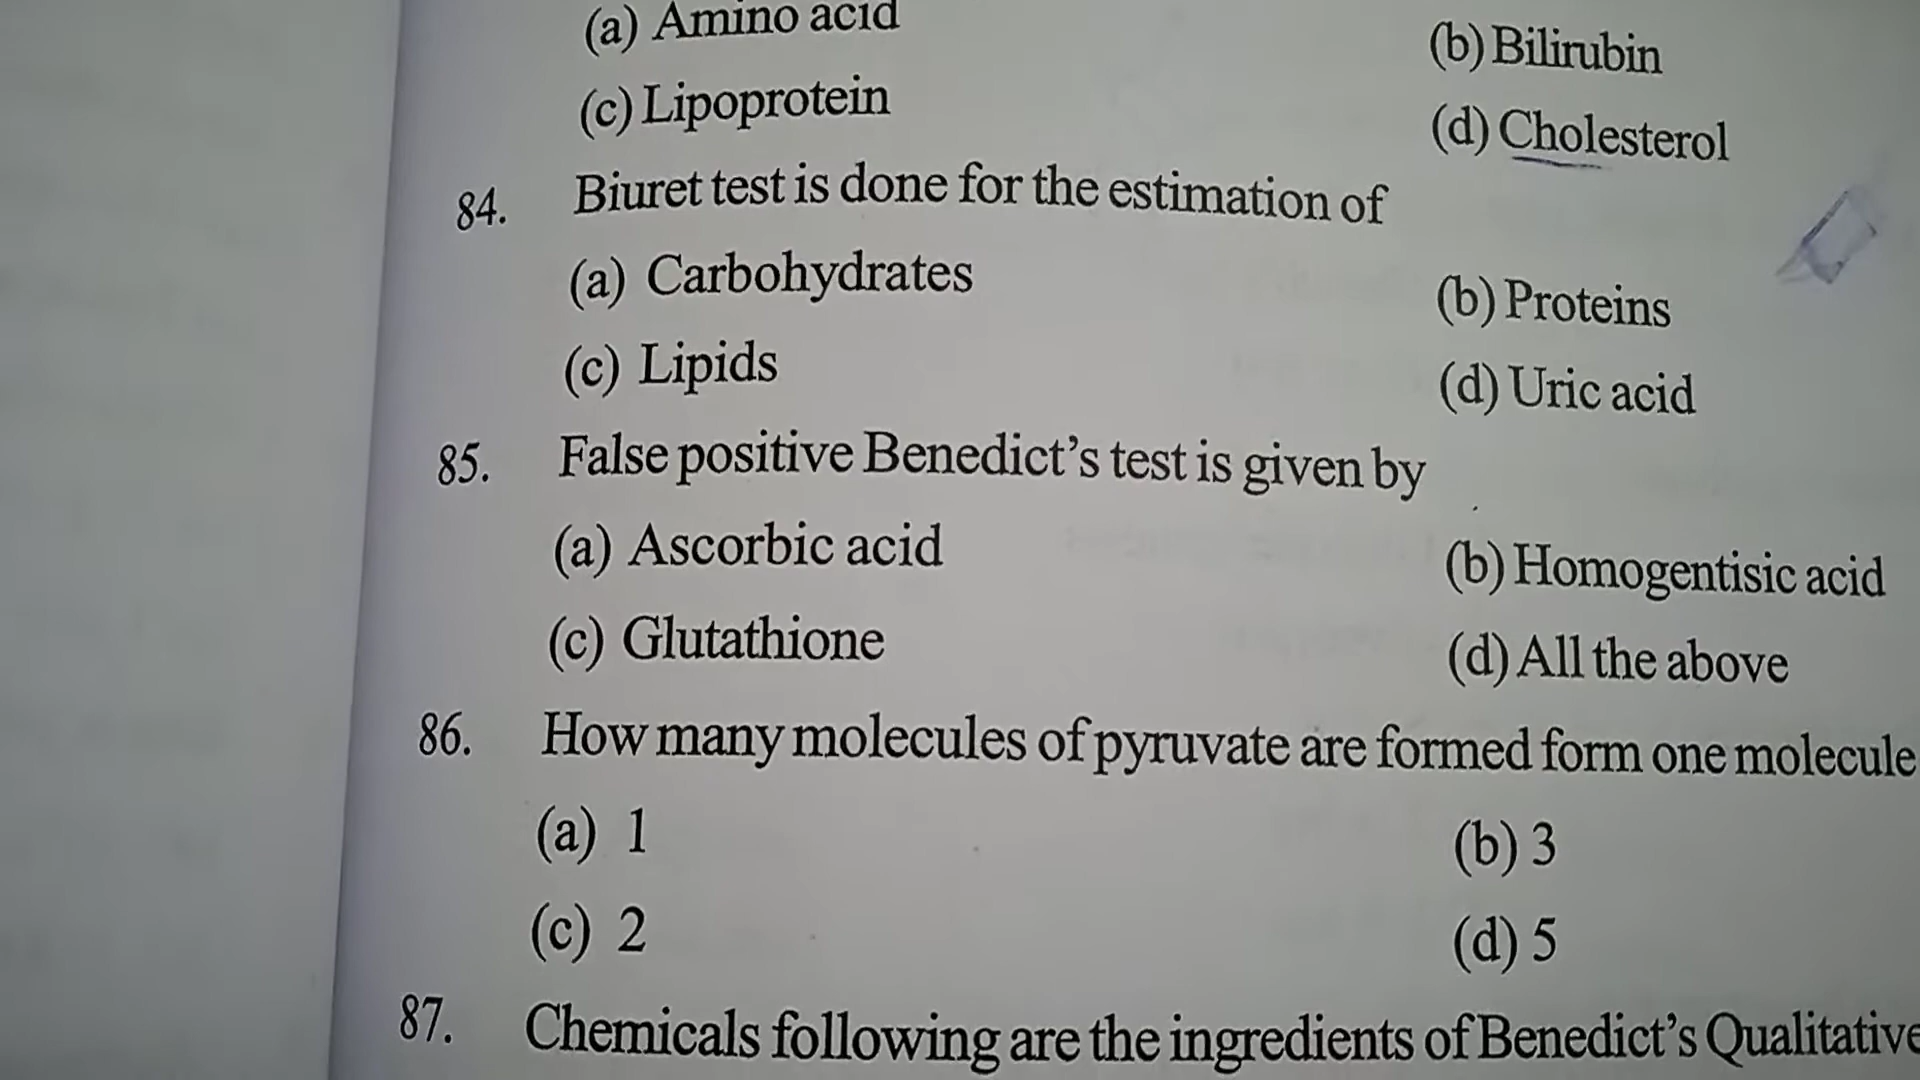 (a) Amino acid
(b) Bilirubin
(c) Lipoprotein
(d) Cholesterol
84. Biuret test is done for the estimation of
(a) Carbohydrates
(b) Proteins
(c) Lipids
(d) Uric acid
85. False positive Benedict's test is given by
(a) Ascorbic acid
(b) Homogentisic acid
(c) Glutathione
(d) All the above
86. How many molecules of pyruvate are formed form one molecule
(a) 1
(b) 3
(c) 2
(d) 5
87. Chemicals following are the ingredients of Benedict's Qualitative